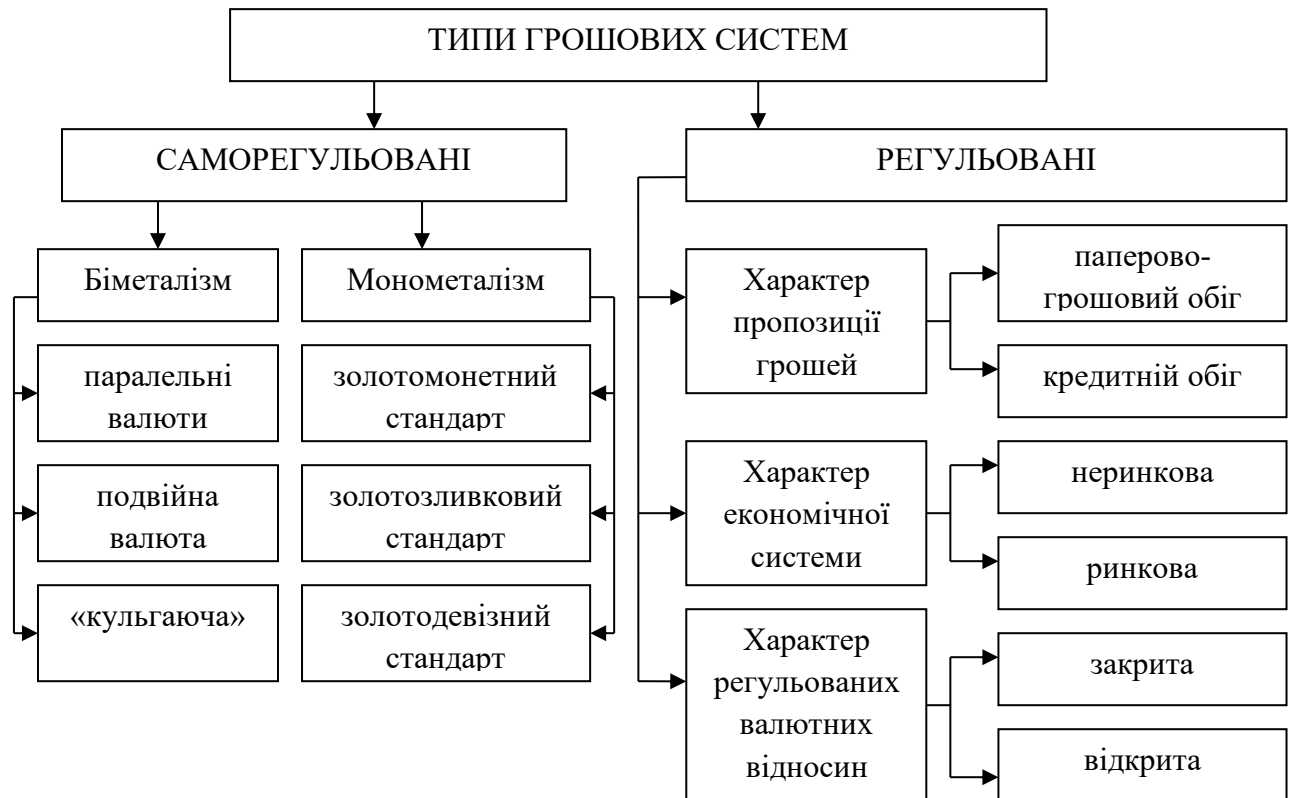 ТИПИ ГРОШОВИХ СИСТЕМ
САМОРЕГУЛЬОВАНІ
РЕГУЛЬОВАНІ
Біметалізм
паралельні
валюти
подвійна
валюта
«кульгаюча»
Монометалізм
золотомонетний
стандарт
золотозливковий
стандарт
золотодевізний
стандарт
Характер
пропозиції
грошей
паперово-
грошовий обіг
кредитній обіг
Характер
економічної
системи
неринкова
ринкова
Характер
регульованих
валютних
відносин
закрита
відкрита